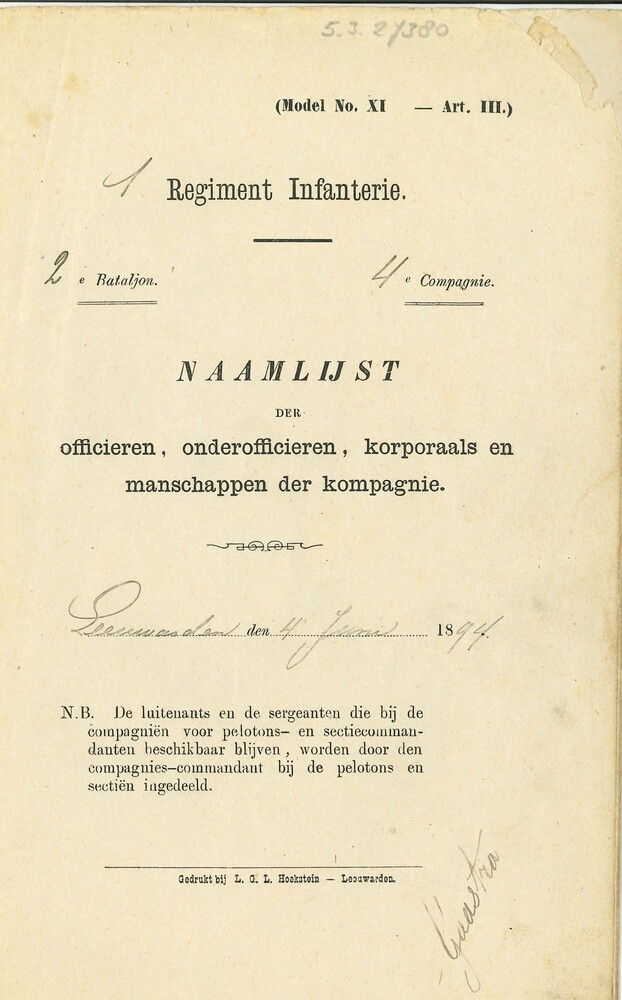 5.3.2/380
(Model No. XI — Art. III.)
1 Regiment Infanterie.
2 e Bataljon. 4 e Compagnie.
NAAMLIJST
DER
officieren, onderofficieren, korporaals en
manschappen der kompagnie.
Leeuwarden den 4 Juni 1894.
N.B. De luitenants en de sergeanten die bij de
compagniën voor pelotons- en sectiecomman-
danten beschikbaar blijven, worden door den
compagnies-commandant bij de pelotons en
sectiën ingedeeld.
Gedrukt bij L. G. L. Hoekstein — Leeuwarden.
Gaastra